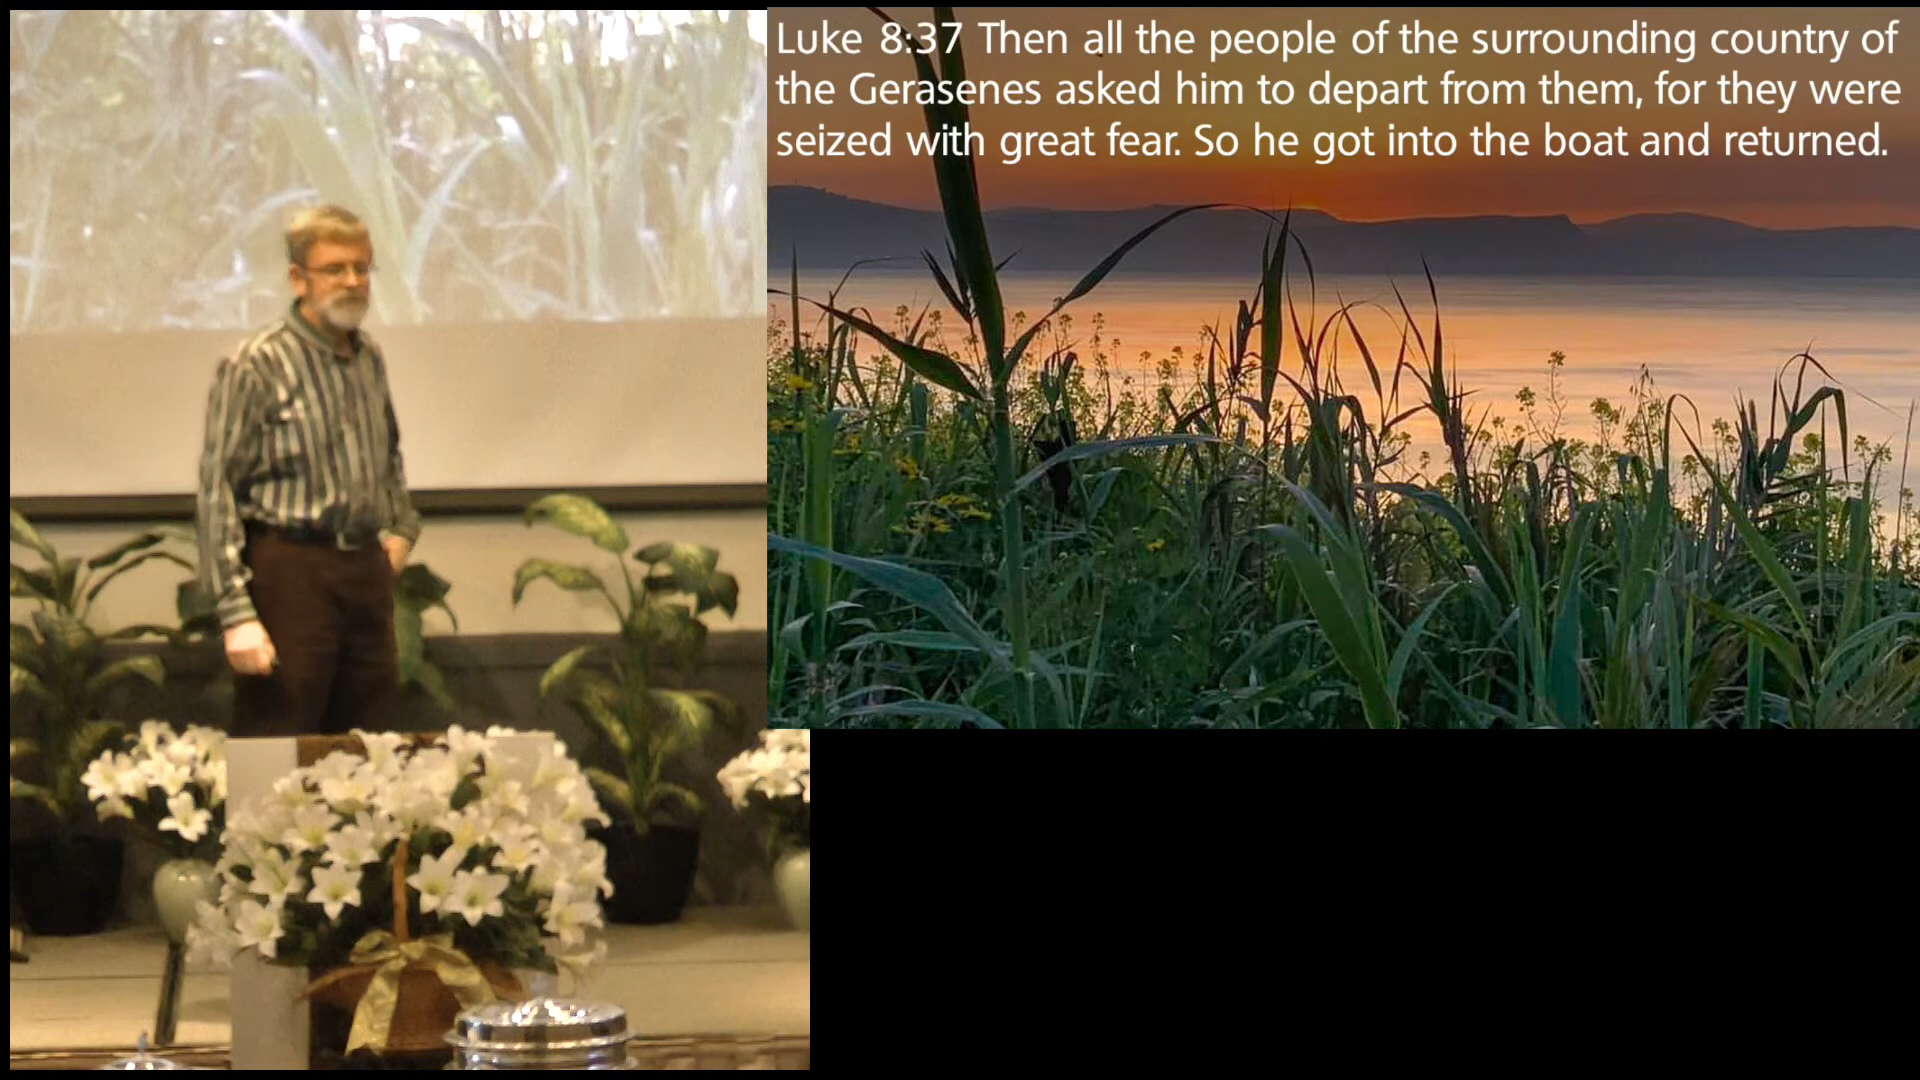 Luke 8:37 Then all the people of the surrounding country of
the Gerasenes asked him to depart from them, for they were
seized with great fear. So he got into the boat and returned.